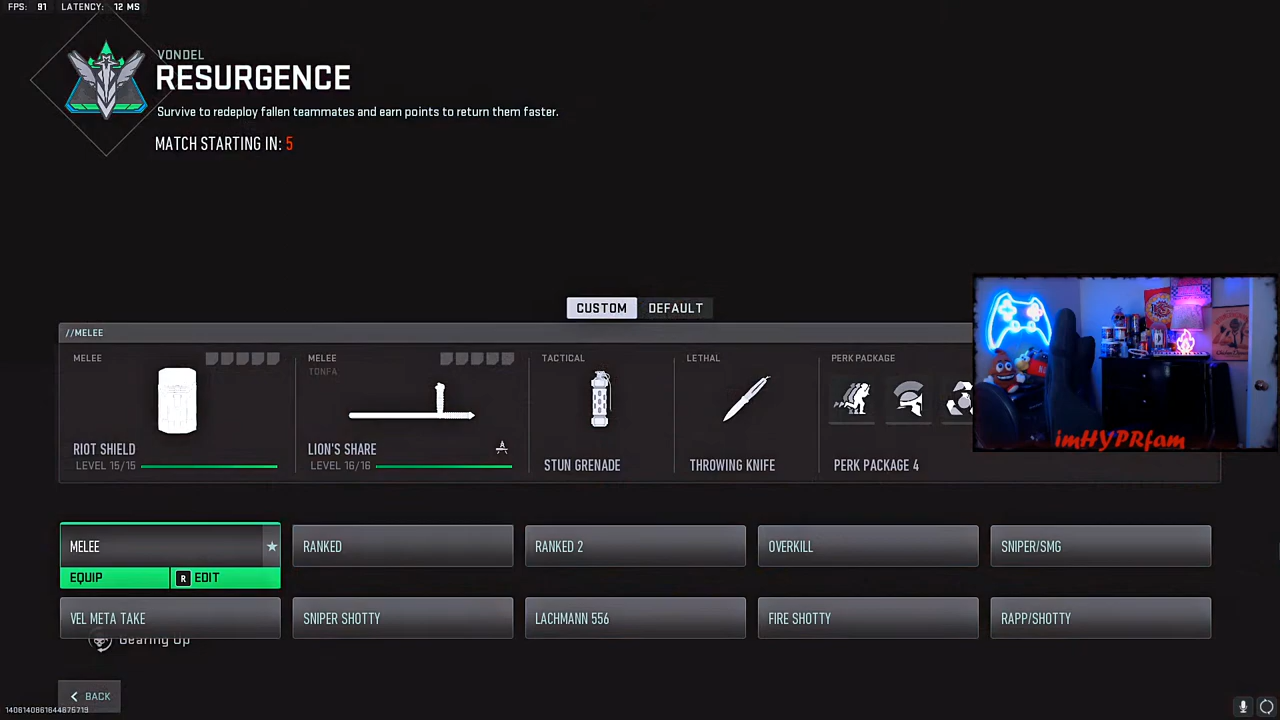 FPS: 91 LATENCY: 12 MS
VONDEL
RESURGENCE
Survive to redeploy fallen teammates and earn points to return them faster.
MATCH STARTING IN: 5
CUSTOM DEFAULT
//MELEE
MELEE
MELEE
TONFA
TACTICAL
LETHAL
PERK PACKAGE
RIOT SHIELD
LEVEL 15/15
LION'S SHARE
LEVEL 16/16
STUN GRENADE
THROWING KNIFE
PERK PACKAGE 4
imHYPRfam
MELEE
RANKED
RANKED 2
OVERKILL
SNIPER/SMG
EQUIP
R EDIT
VEL META TAKE
SNIPER SHOTTY
LACHMANN 556
FIRE SHOTTY
RAPP/SHOTTY
Gearing Up
BACK